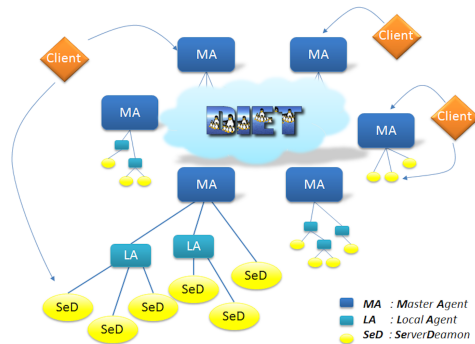 Client
Client
MA
MA
DIET
MA
MA
Client
MA
MA
LA
LA
SeD
SeD
SeD
SeD
SeD
SeD
MA : Master Agent
LA : Local Agent
SeD : ServerDeamon